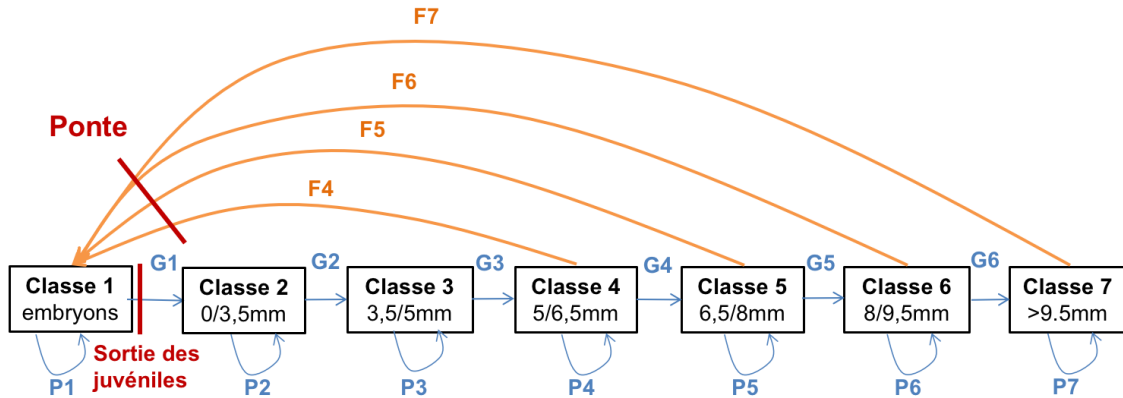 F7
F6
Ponte
F5
F4
G1
G2
G3
G4
G5
G6
Classe 1
embryons
Classe 2
0/3,5mm
Classe 3
3,5/5mm
Classe 4
5/6,5mm
Classe 5
6,5/8mm
Classe 6
8/9,5mm
Classe 7
>9.5mm
Sortie des
juvéniles
P1
P2
P3
P4
P5
P6
P7